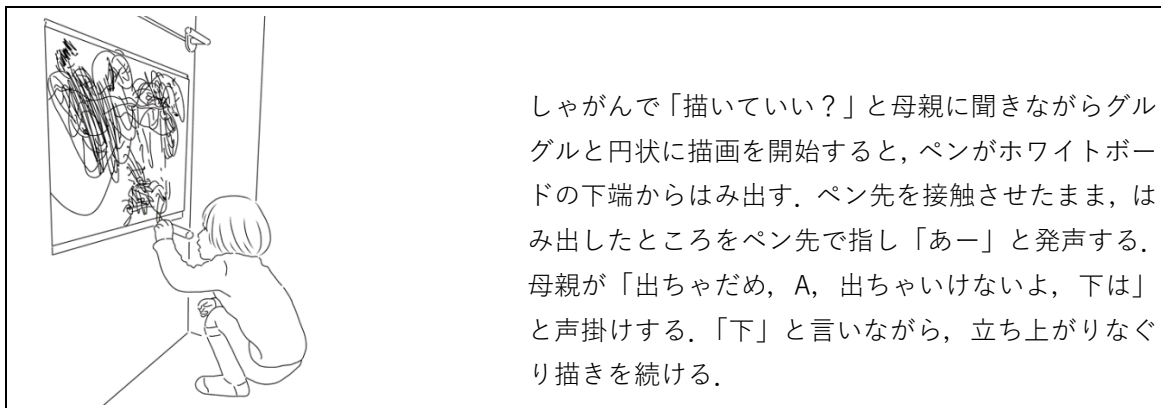 しゃがんで「描いていい？」と母親に聞きながらグル
グルと円状に描画を開始すると，ペンがホワイトボー
ドの下端からはみ出す．ペン先を接触させたまま，は
み出したところをペン先で指し「あー」と発声する．
母親が「出ちゃだめ，A，出ちゃいけないよ，下は」
と声掛けする．「下」と言いながら，立ち上がりなぐ
り描きを続ける．